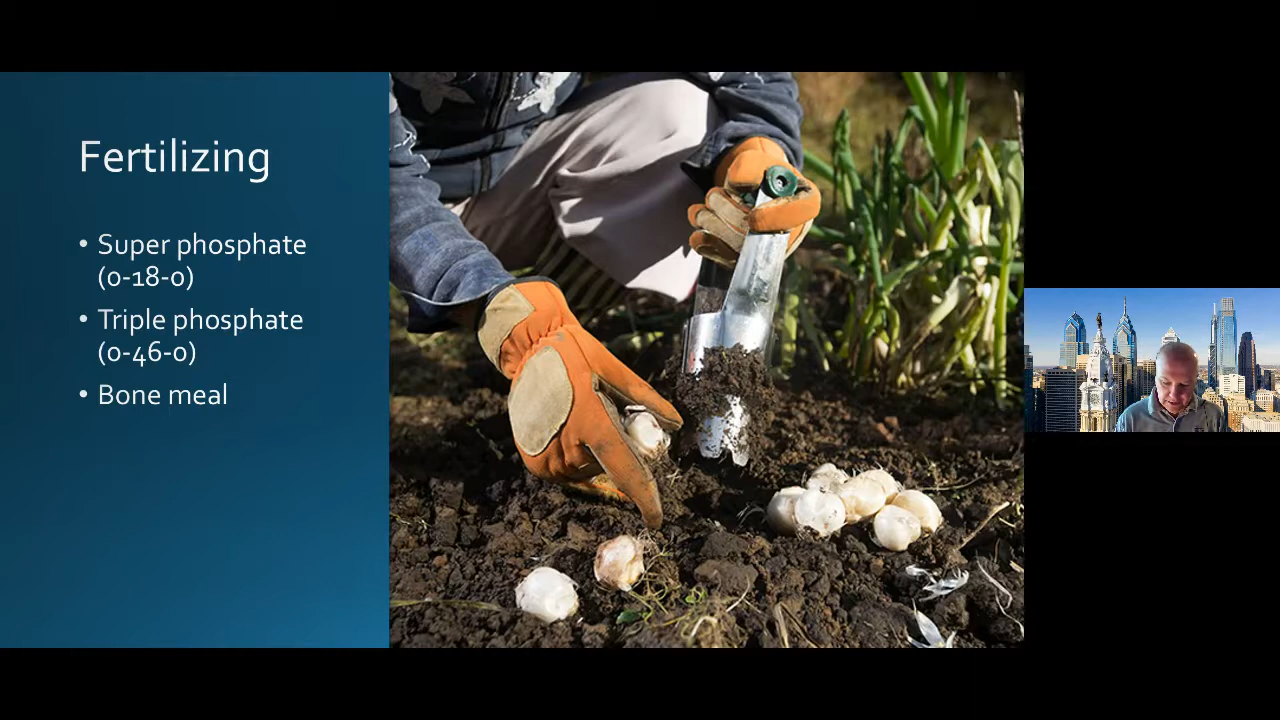 Fertilizing
• Super phosphate
(0-18-0)
• Triple phosphate
(0-46-0)
• Bone meal